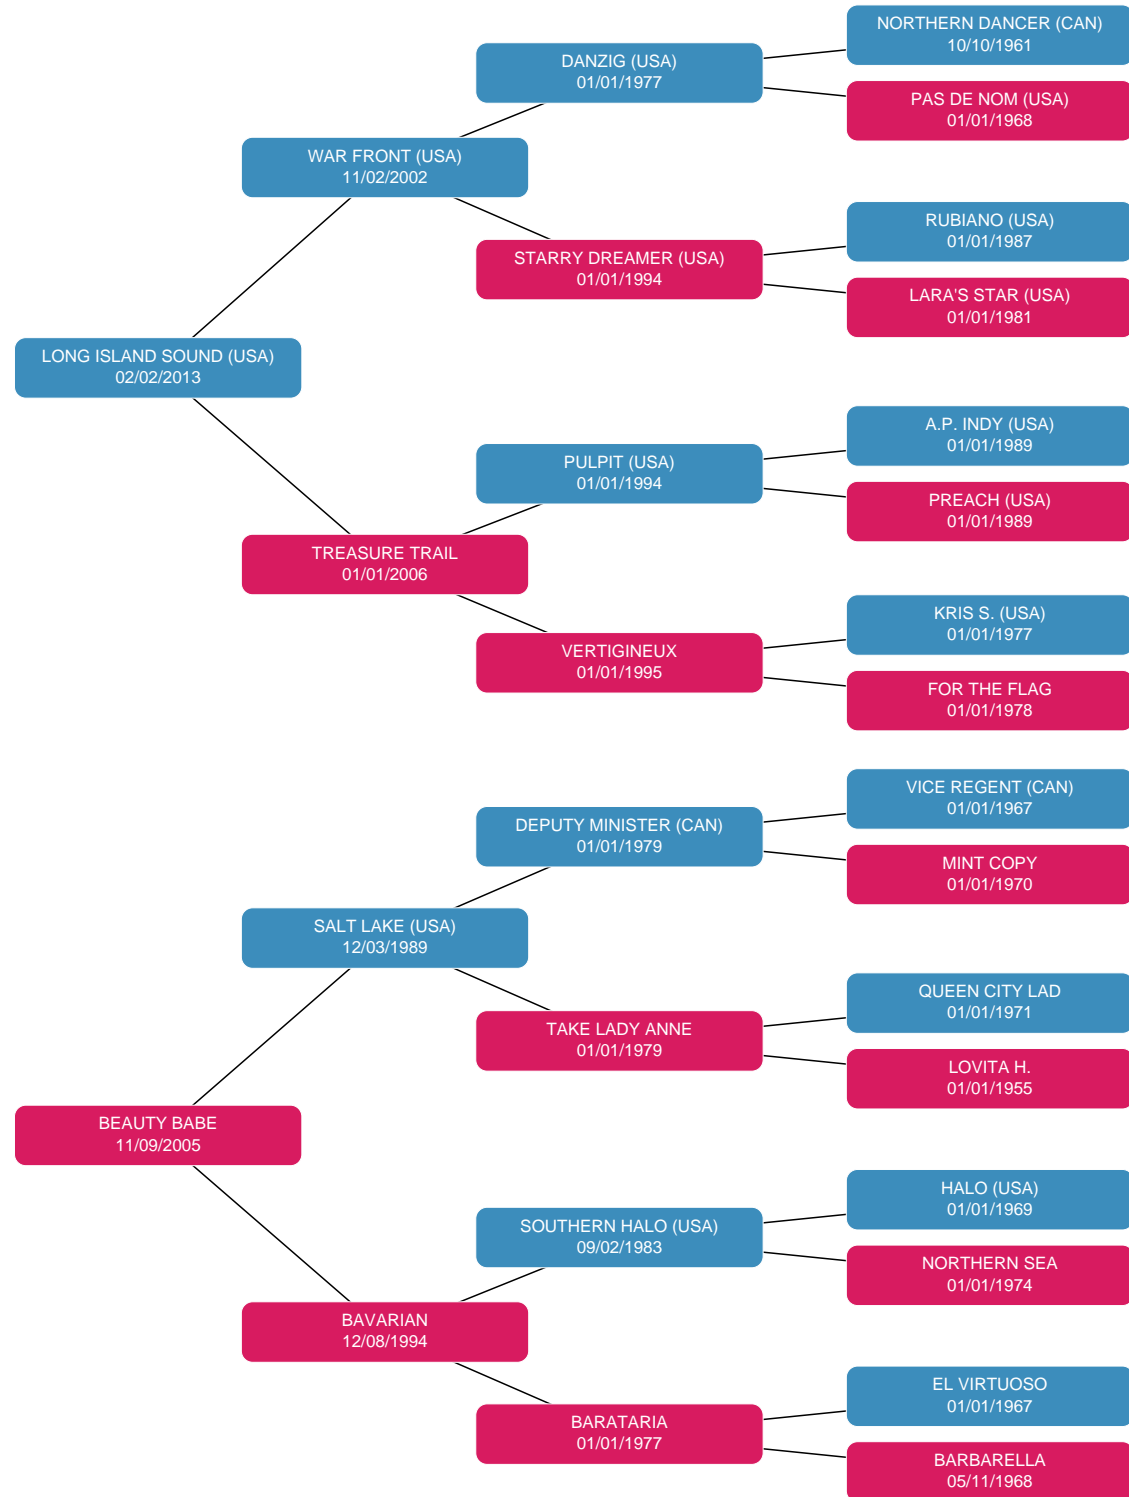 NORTHERN DANCER (CAN)
10/10/1961
DANZIG (USA)
01/01/1977
PAS DE NOM (USA)
01/01/1968
WAR FRONT (USA)
11/02/2002
RUBIANO (USA)
01/01/1987
STARRY DREAMER (USA)
01/01/1994
LARA'S STAR (USA)
01/01/1981
LONG ISLAND SOUND (USA)
02/02/2013
A.P. INDY (USA)
01/01/1989
PULPIT (USA)
01/01/1994
PREACH (USA)
01/01/1989
TREASURE TRAIL
01/01/2006
KRIS S. (USA)
01/01/1977
VERTIGINEUX
01/01/1995
FOR THE FLAG
01/01/1978
VICE REGENT (CAN)
01/01/1967
DEPUTY MINISTER (CAN)
01/01/1979
MINT COPY
01/01/1970
SALT LAKE (USA)
12/03/1989
QUEEN CITY LAD
01/01/1971
TAKE LADY ANNE
01/01/1979
LOVITA H.
01/01/1955
BEAUTY BABE
11/09/2005
HALO (USA)
01/01/1969
SOUTHERN HALO (USA)
09/02/1983
NORTHERN SEA
01/01/1974
BAVARIAN
12/08/1994
EL VIRTUOSO
01/01/1967
BARATARIA
01/01/1977
BARBARELLA
05/11/1968